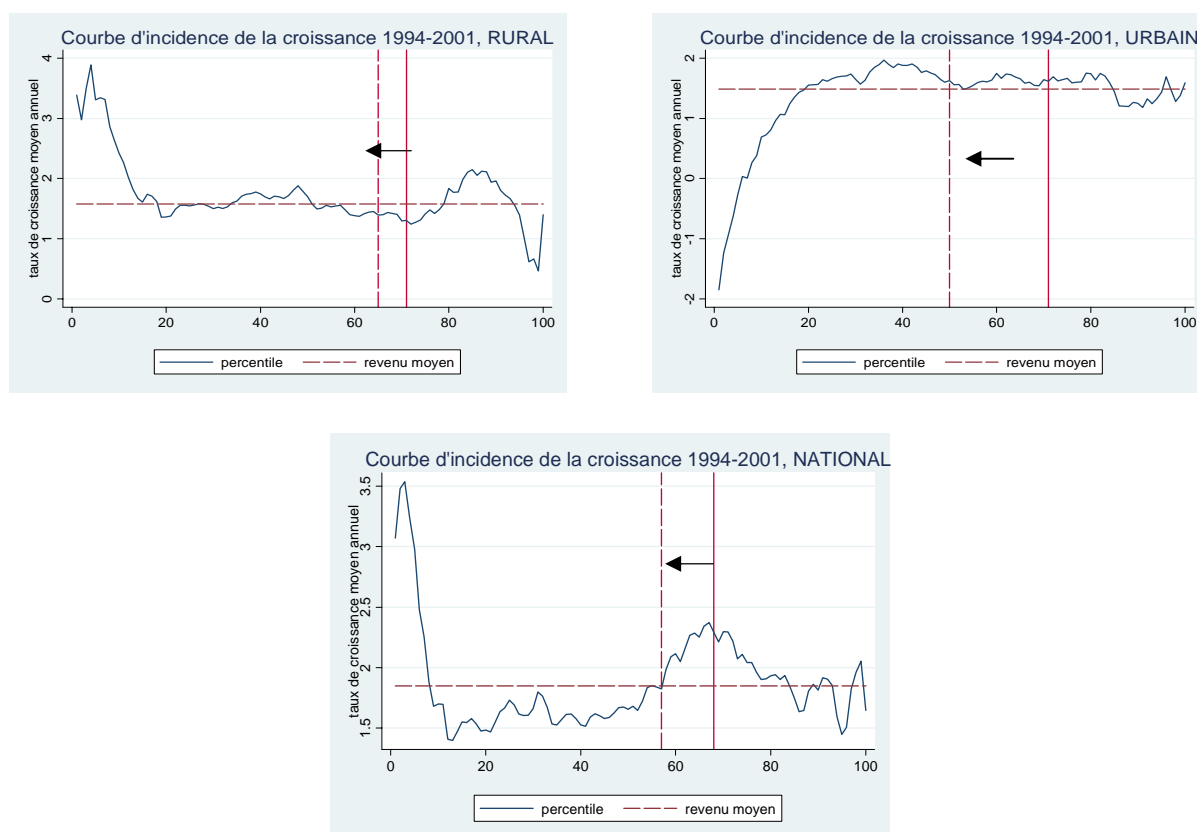 Courbe d'incidence de la croissance 1994-2001, RURAL
taux de croissance moyen annuel
4
3
2
1
0
0 20 40 60 80 100
percentile revenu moyen
Courbe d'incidence de la croissance 1994-2001, URBAIN
taux de croissance moyen annuel
2
1
0
-1
-2
0 20 40 60 80 100
percentile revenu moyen
Courbe d'incidence de la croissance 1994-2001, NATIONAL
taux de croissance moyen annuel
3.5
3
2.5
2
1.5
0 20 40 60 80 100
percentile revenu moyen